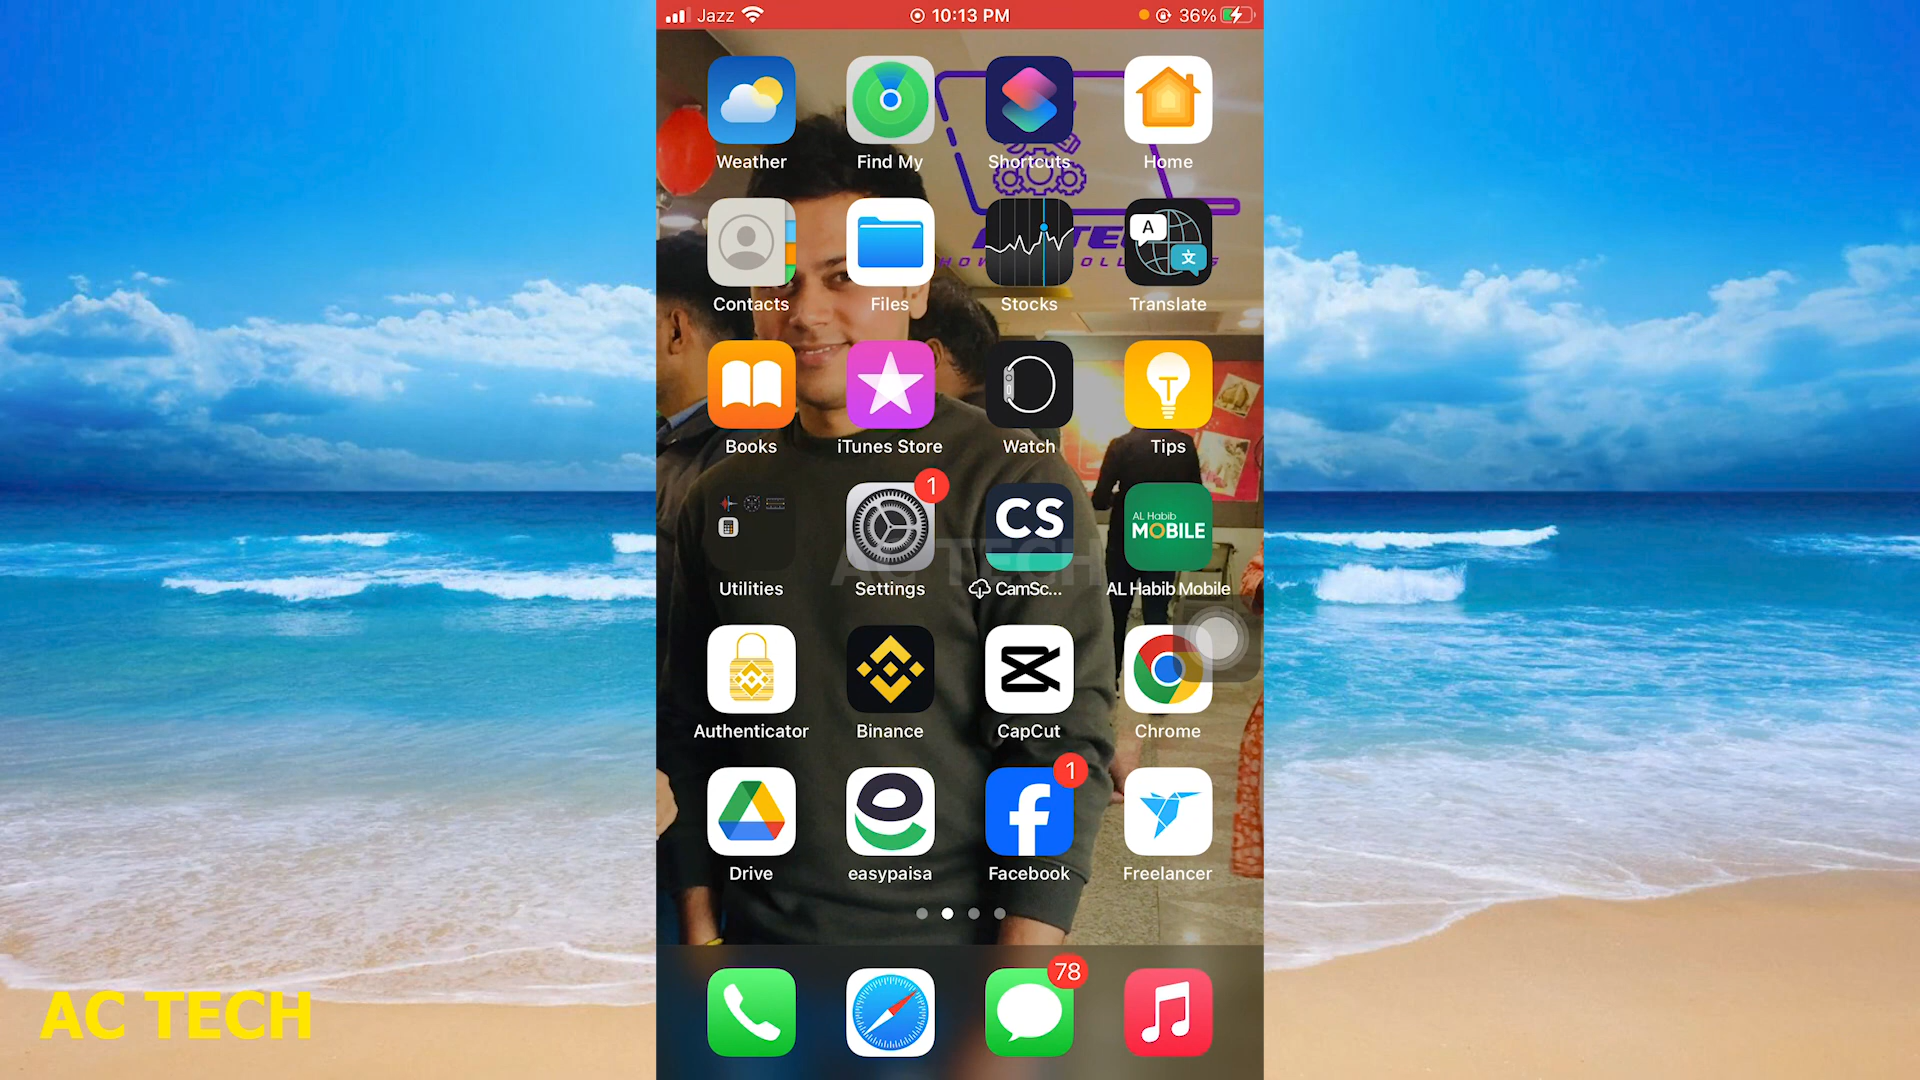 Jazz 10:13 PM 36%
Weather Find My Shortcuts Home
A 文
Contacts Files Stocks Translate
Books iTunes Store Watch Tips
1
CS
AL Habib
MOBILE
AC TECH
Utilities Settings CamSc... AL Habib Mobile
Authenticator Binance CapCut Chrome
1
Drive easypaisa Facebook Freelancer
78
AC TECH